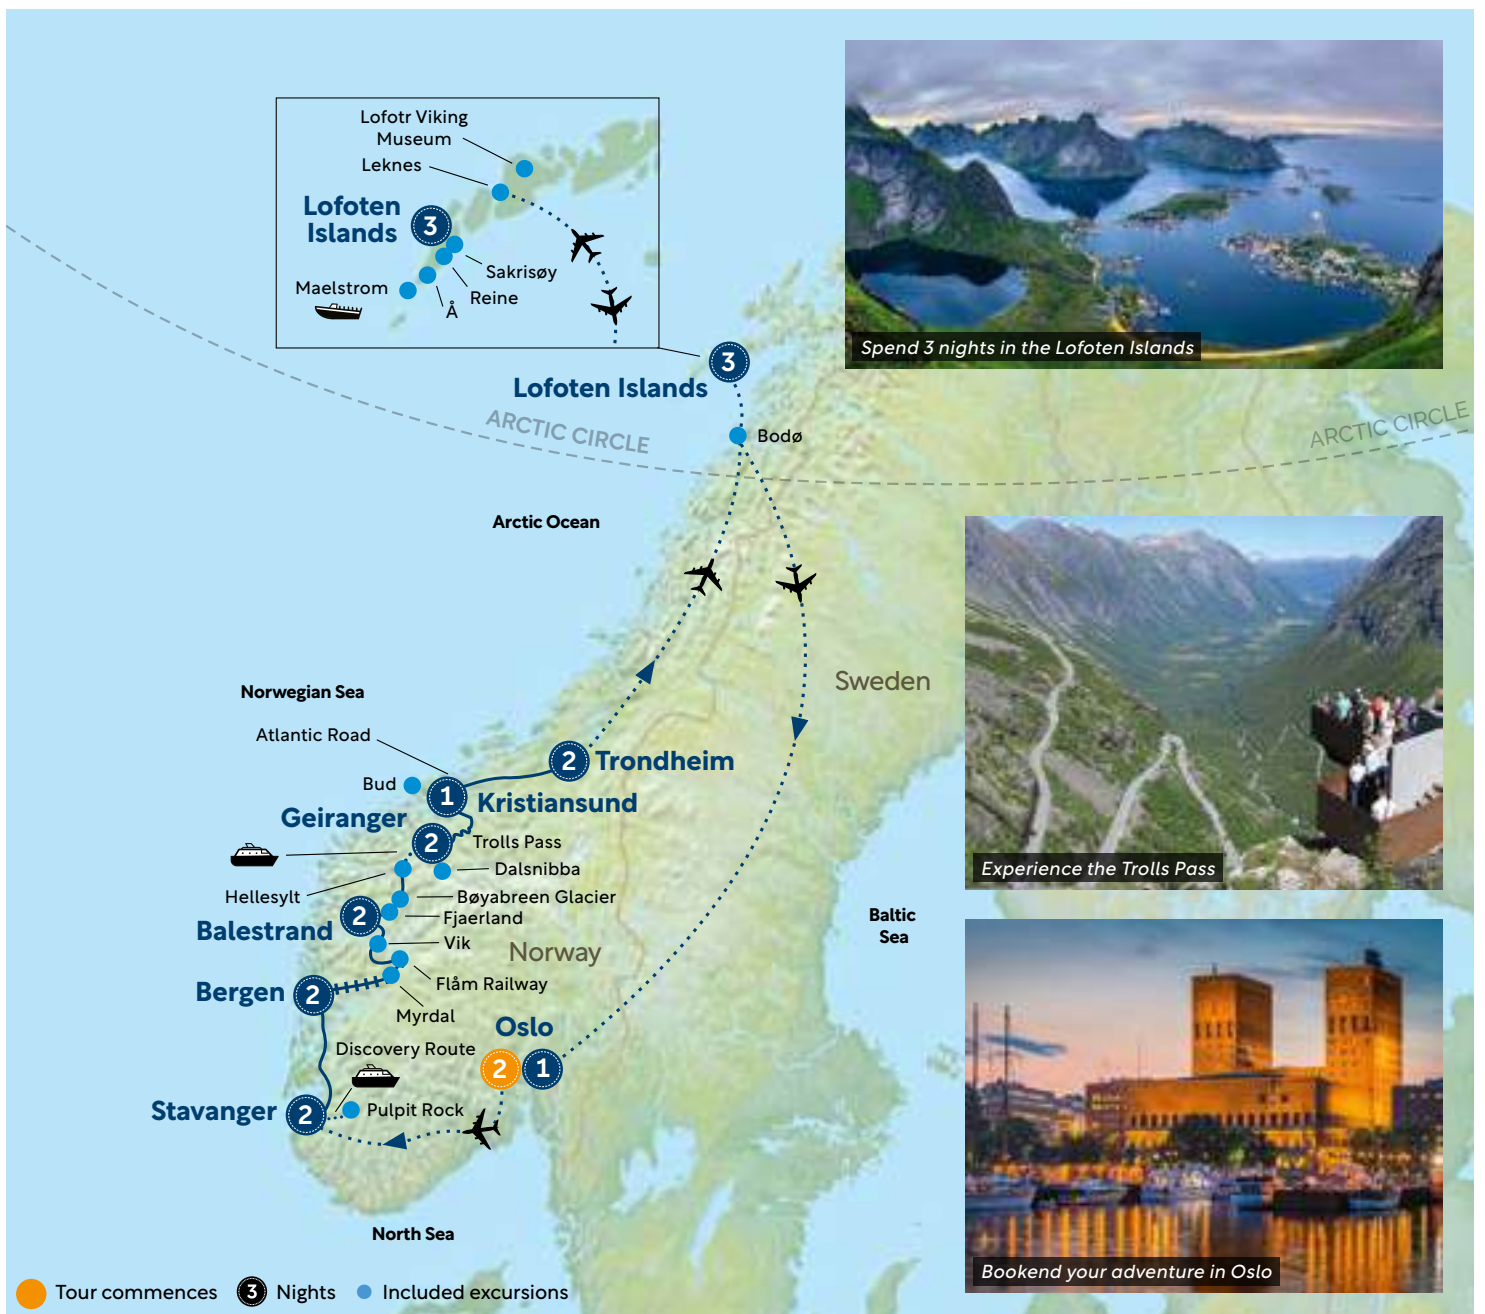 Lofotr Viking
Museum
Leknes
Lofoten
Islands
3
Sakrisøy
Maelstrom
Reine
Å
Spend 3 nights in the Lofoten Islands
3
Lofoten Islands
ARCTIC CIRCLE
ARCTIC CIRCLE
Bodø
Arctic Ocean
Sweden
Norwegian Sea
Atlantic Road
2
Trondheim
Bud
1
Kristiansund
Geiranger
2
Trolls Pass
Dalsnibba
Experience the Trolls Pass
Hellesylt
Bøyabreen Glacier
2
Fjaerland
Balestrand
Vik
Baltic
Sea
Norway
Flåm Railway
Bergen
2
Myrdal
Oslo
Discovery Route
2
1
Stavanger
2
Pulpit Rock
North Sea
Bookend your adventure in Oslo
Tour commences
3
Nights
Included excursions